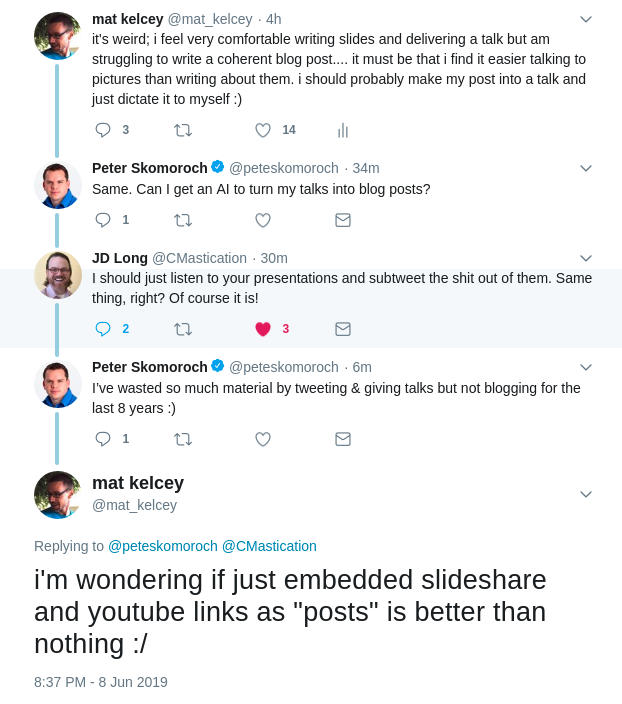 mat kelcey @mat_kelcey · 4h
it's weird; i feel very comfortable writing slides and delivering a talk but am
struggling to write a coherent blog post.... it must be that i find it easier talking to
pictures than writing about them. i should probably make my post into a talk and
just dictate it to myself :)
3 14
Peter Skomoroch @peteskomoroch · 34m
Same. Can I get an AI to turn my talks into blog posts?
1
JD Long @CMastication · 30m
I should just listen to your presentations and subtweet the shit out of them. Same
thing, right? Of course it is!
2 3
Peter Skomoroch @peteskomoroch · 6m
I've wasted so much material by tweeting & giving talks but not blogging for the
last 8 years :)
1
mat kelcey
@mat_kelcey
Replying to @peteskomoroch @CMastication
i'm wondering if just embedded slideshare
and youtube links as "posts" is better than
nothing :/
8:37 PM - 8 Jun 2019